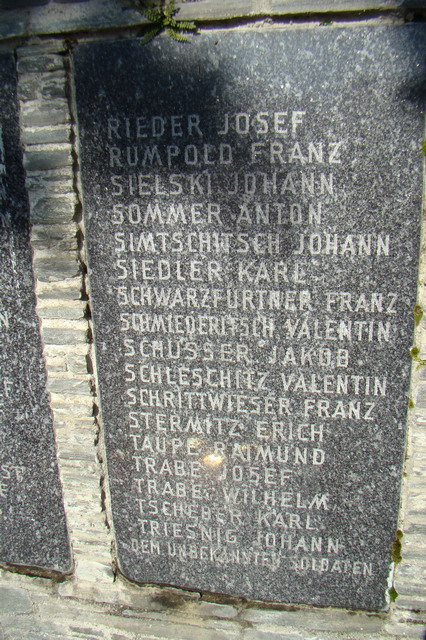 RIEDER JOSEF
RUMPOLD FRANZ
SIELSKI JOHANN
SOMMER ANTON
SIMTSCHITSCH JOHANN
SIEDLER KARL
SCHWARZFURTNER FRANZ
SCHMIEDERITSCH VALENTIN
SCHUSSER JAKOB
SCHLESCHITZ VALENTIN
SCHRITTWIESER FRANZ
STERMITZ ERICH
TAUPE RAIMUND
TRABE JOSEF
TRABE WILHELM
TSCHEBER KARL
TRIESNIG JOHANN
DEM UNBEKANNTEN SOLDATEN